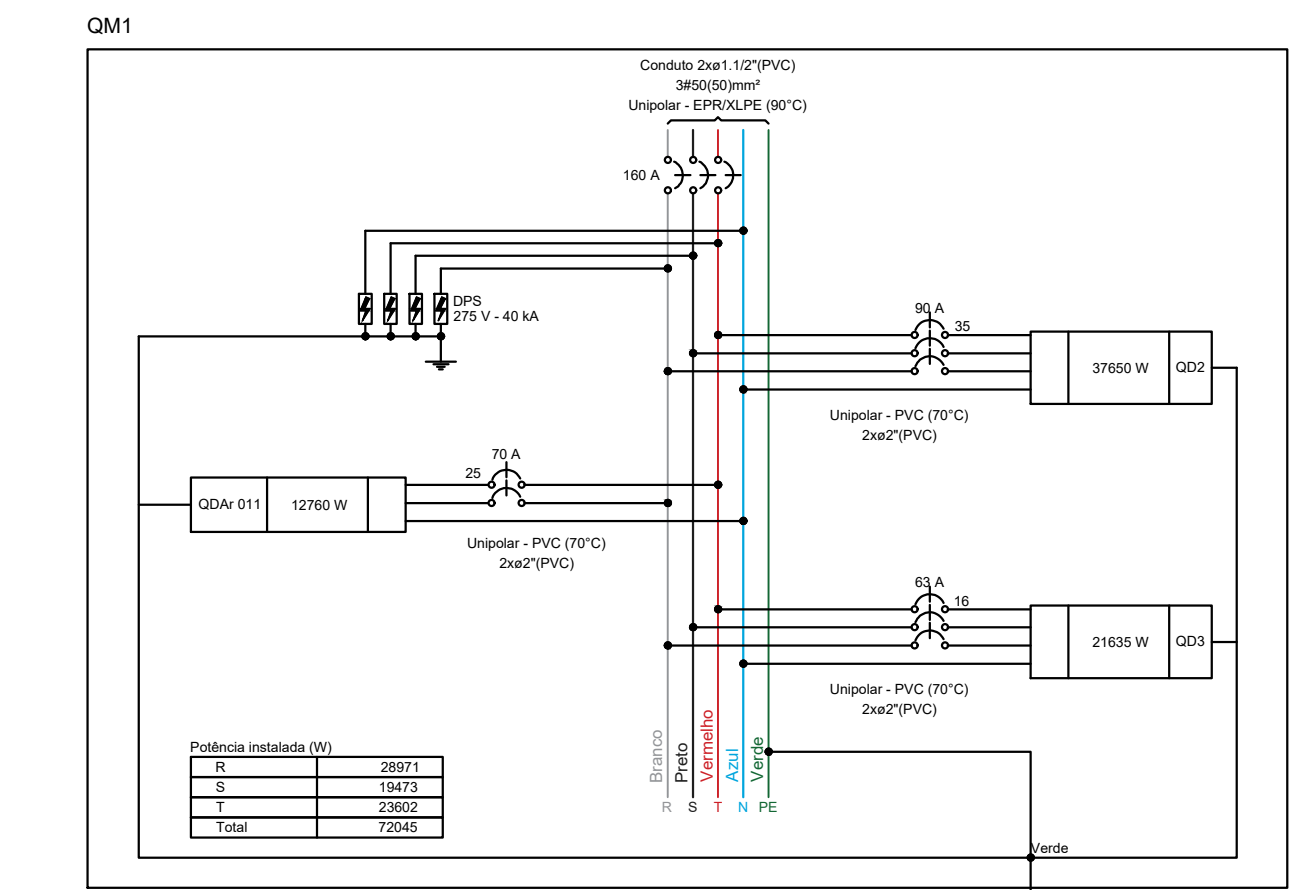 QM1
Conduto 2xø1.1/2"(PVC)
3#50(50)mm²
Unipolar - EPR/XLPE (90°C)
160 A
DPS
275 V - 40 kA
90 A
35
37650 W
QD2
Unipolar - PVC (70°C)
2xø2"(PVC)
70 A
25
QDAr 011
12760 W
Unipolar - PVC (70°C)
2xø2"(PVC)
63 A
16
21635 W
QD3
Unipolar - PVC (70°C)
2xø2"(PVC)
Branco
Preto
Vermelho
Azul
Verde
R S T N PE
Potência instalada (W)
R 28971
S 19473
T 23602
Total 72045
Verde